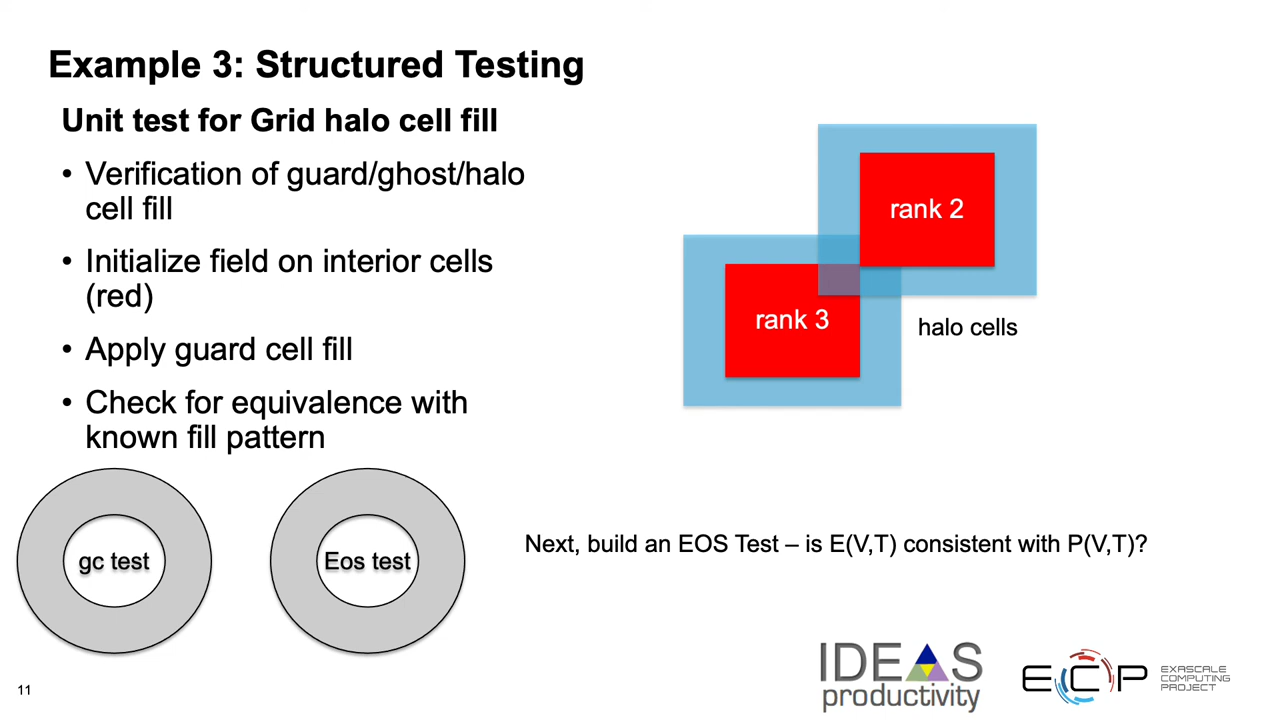 Example 3: Structured Testing
Unit test for Grid halo cell fill
• Verification of guard/ghost/halo
cell fill
• Initialize field on interior cells
(red)
• Apply guard cell fill
• Check for equivalence with
known fill pattern
rank 2
rank 3
halo cells
gc test
Eos test
Next, build an EOS Test – is E(V,T) consistent with P(V,T)?
IDEAS
productivity
ECP
EXASCALE
COMPUTING
PROJECT
11